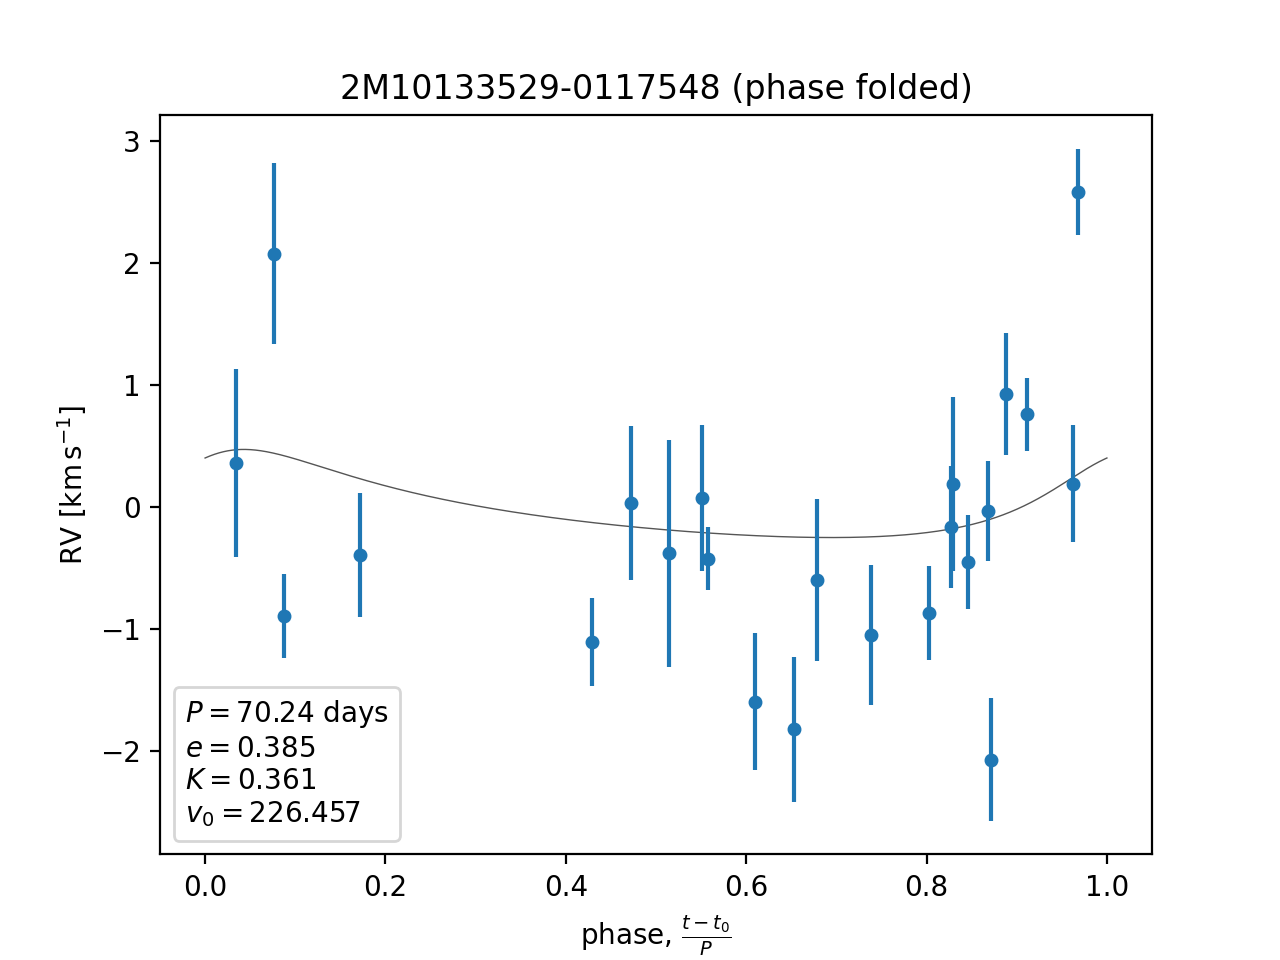 2M10133529-0117548 (phase folded)
RV [km s⁻¹]
3
2
1
0
−1
−2
P = 70.24 days
e = 0.385
K = 0.361
v₀ = 226.457
0.0 0.2 0.4 0.6 0.8 1.0
phase, (t − t₀)/P